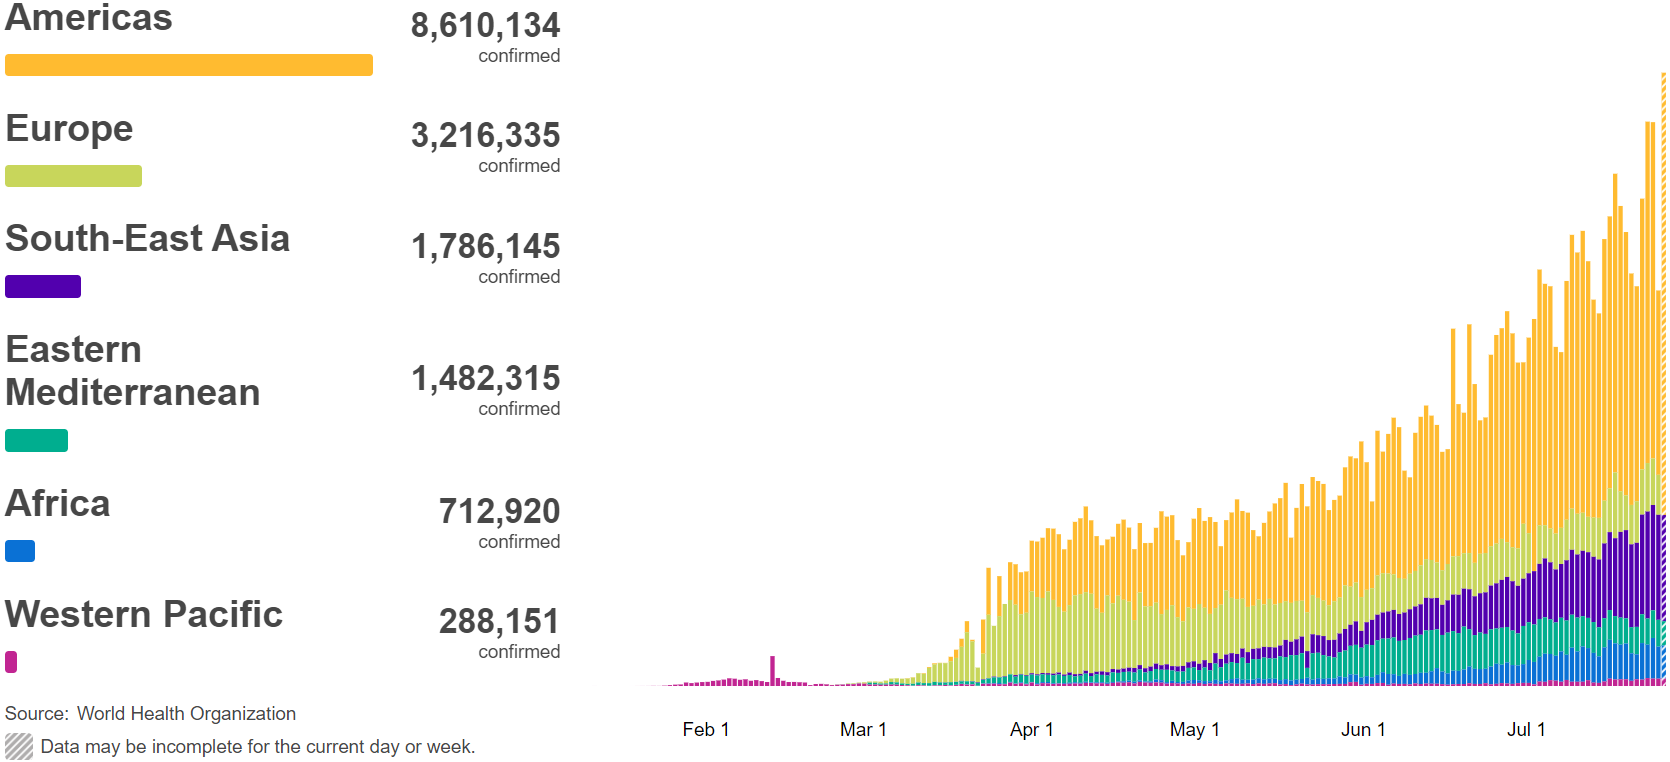 Americas
8,610,134
confirmed
Europe
3,216,335
confirmed
South-East Asia
1,786,145
confirmed
Eastern
Mediterranean
1,482,315
confirmed
Africa
712,920
confirmed
Western Pacific
288,151
confirmed
Source: World Health Organization
Data may be incomplete for the current day or week.
Feb 1
Mar 1
Apr 1
May 1
Jun 1
Jul 1